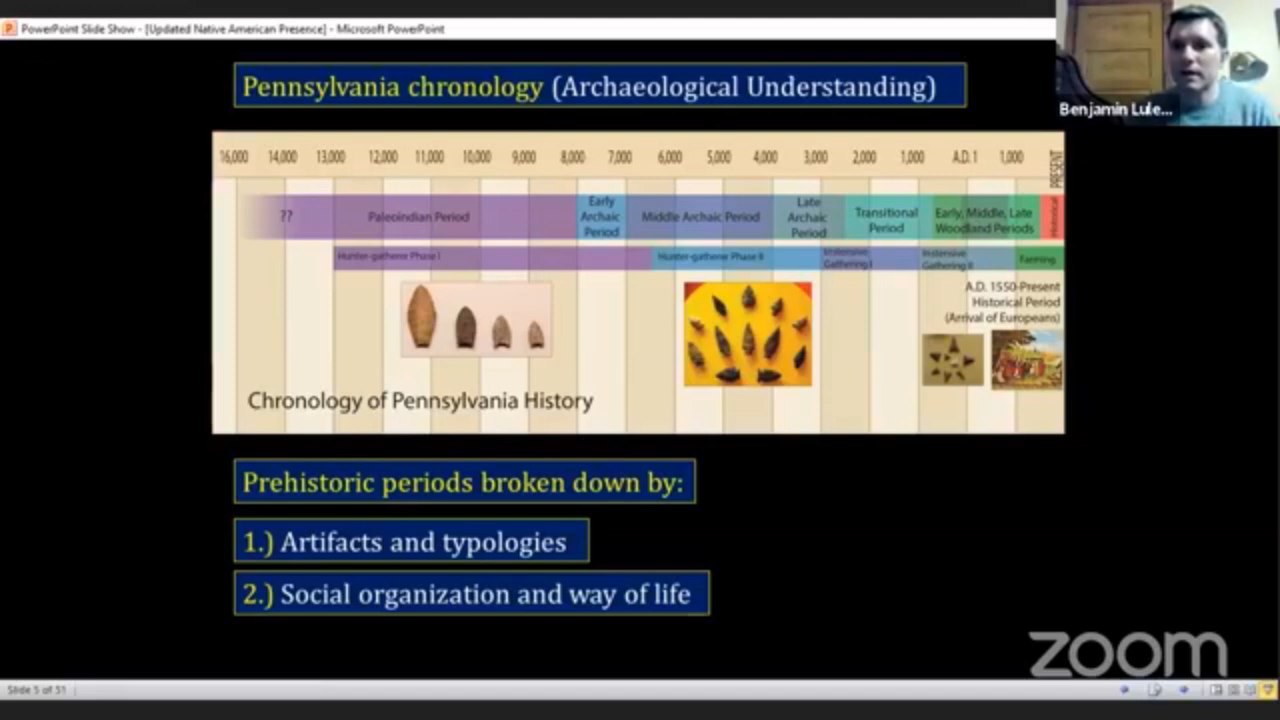 PowerPoint Slide Show - [Updated Native American Presence] - Microsoft PowerPoint
Benjamin Lule...
Pennsylvania chronology (Archaeological Understanding)
16,000 14,000 13,000 12,000 11,000 10,000 9,000 8,000 7,000 6,000 5,000 4,000 3,000 2,000 1,000 A.D. 1 1,000 PRESENT
?? Paleoindian Period
Early Archaic Period
Middle Archaic Period
Late Archaic Period
Transitional Period
Early, Middle, Late Woodland Periods
Historical
Hunter-gatherer Phase I
Hunter-gatherer Phase II
Gathering I
Gathering II
Farming
A.D. 1550-Present
Historical Period
(Arrival of Europeans)
Chronology of Pennsylvania History
Prehistoric periods broken down by:
1.) Artifacts and typologies
2.) Social organization and way of life
zoom
Slide 5 of 51